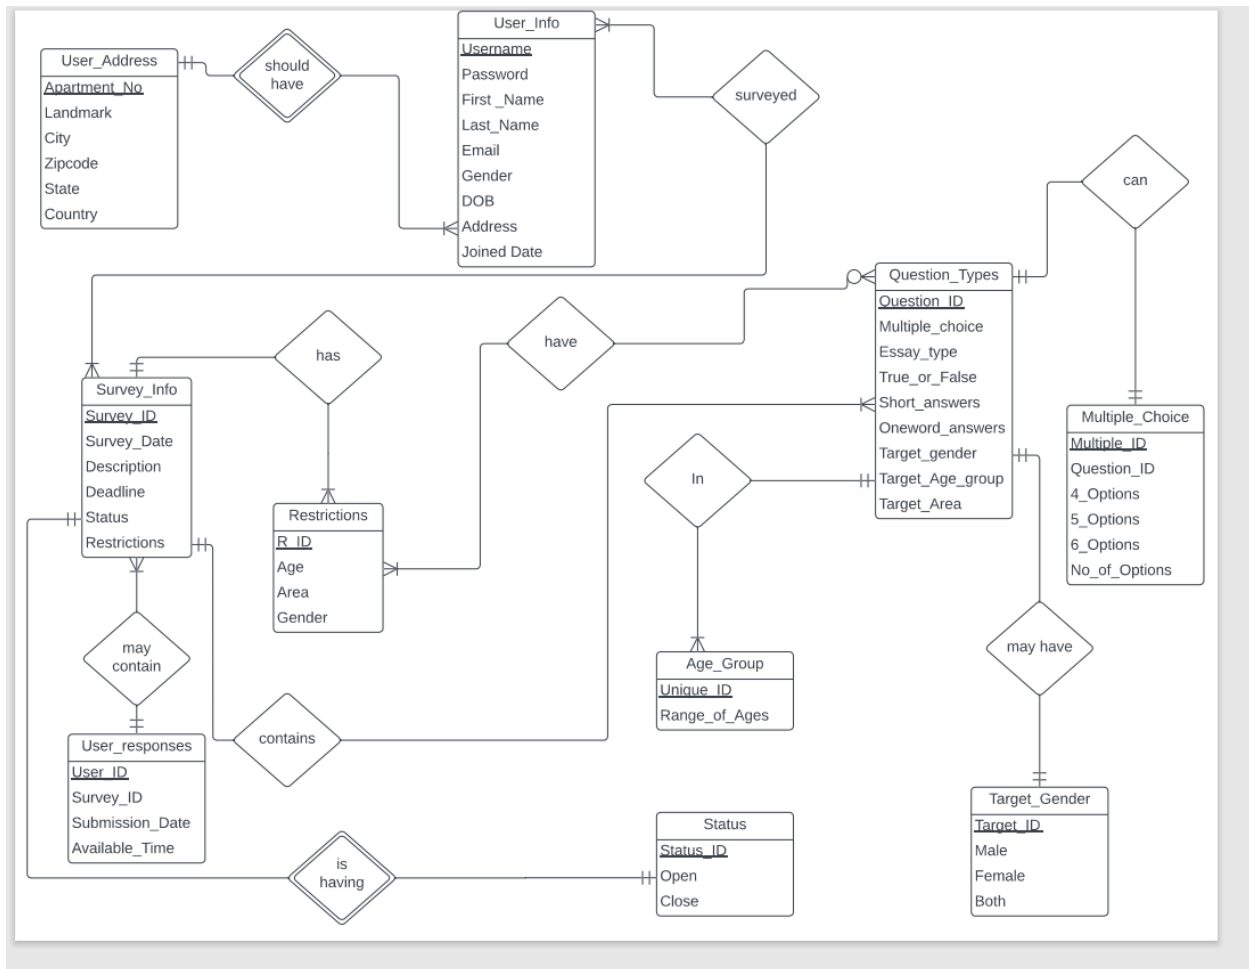 User_Info
Username
Password
First _Name
Last_Name
Email
Gender
DOB
Address
Joined Date
User_Address
Apartment_No
Landmark
City
Zipcode
State
Country
should
have
surveyed
can
Question_Types
Question_ID
Multiple_choice
Essay_type
True_or_False
Short_answers
Oneword_answers
Target_gender
Target_Age_group
Target_Area
has
have
Survey_Info
Survey_ID
Survey_Date
Description
Deadline
Status
Restrictions
Multiple_Choice
Multiple_ID
Question_ID
4_Options
5_Options
6_Options
No_of_Options
In
Restrictions
R_ID
Age
Area
Gender
may
contain
may have
Age_Group
Unique_ID
Range_of_Ages
contains
User_responses
User_ID
Survey_ID
Submission_Date
Available_Time
Target_Gender
Target_ID
Male
Female
Both
Status
Status_ID
Open
Close
is
having